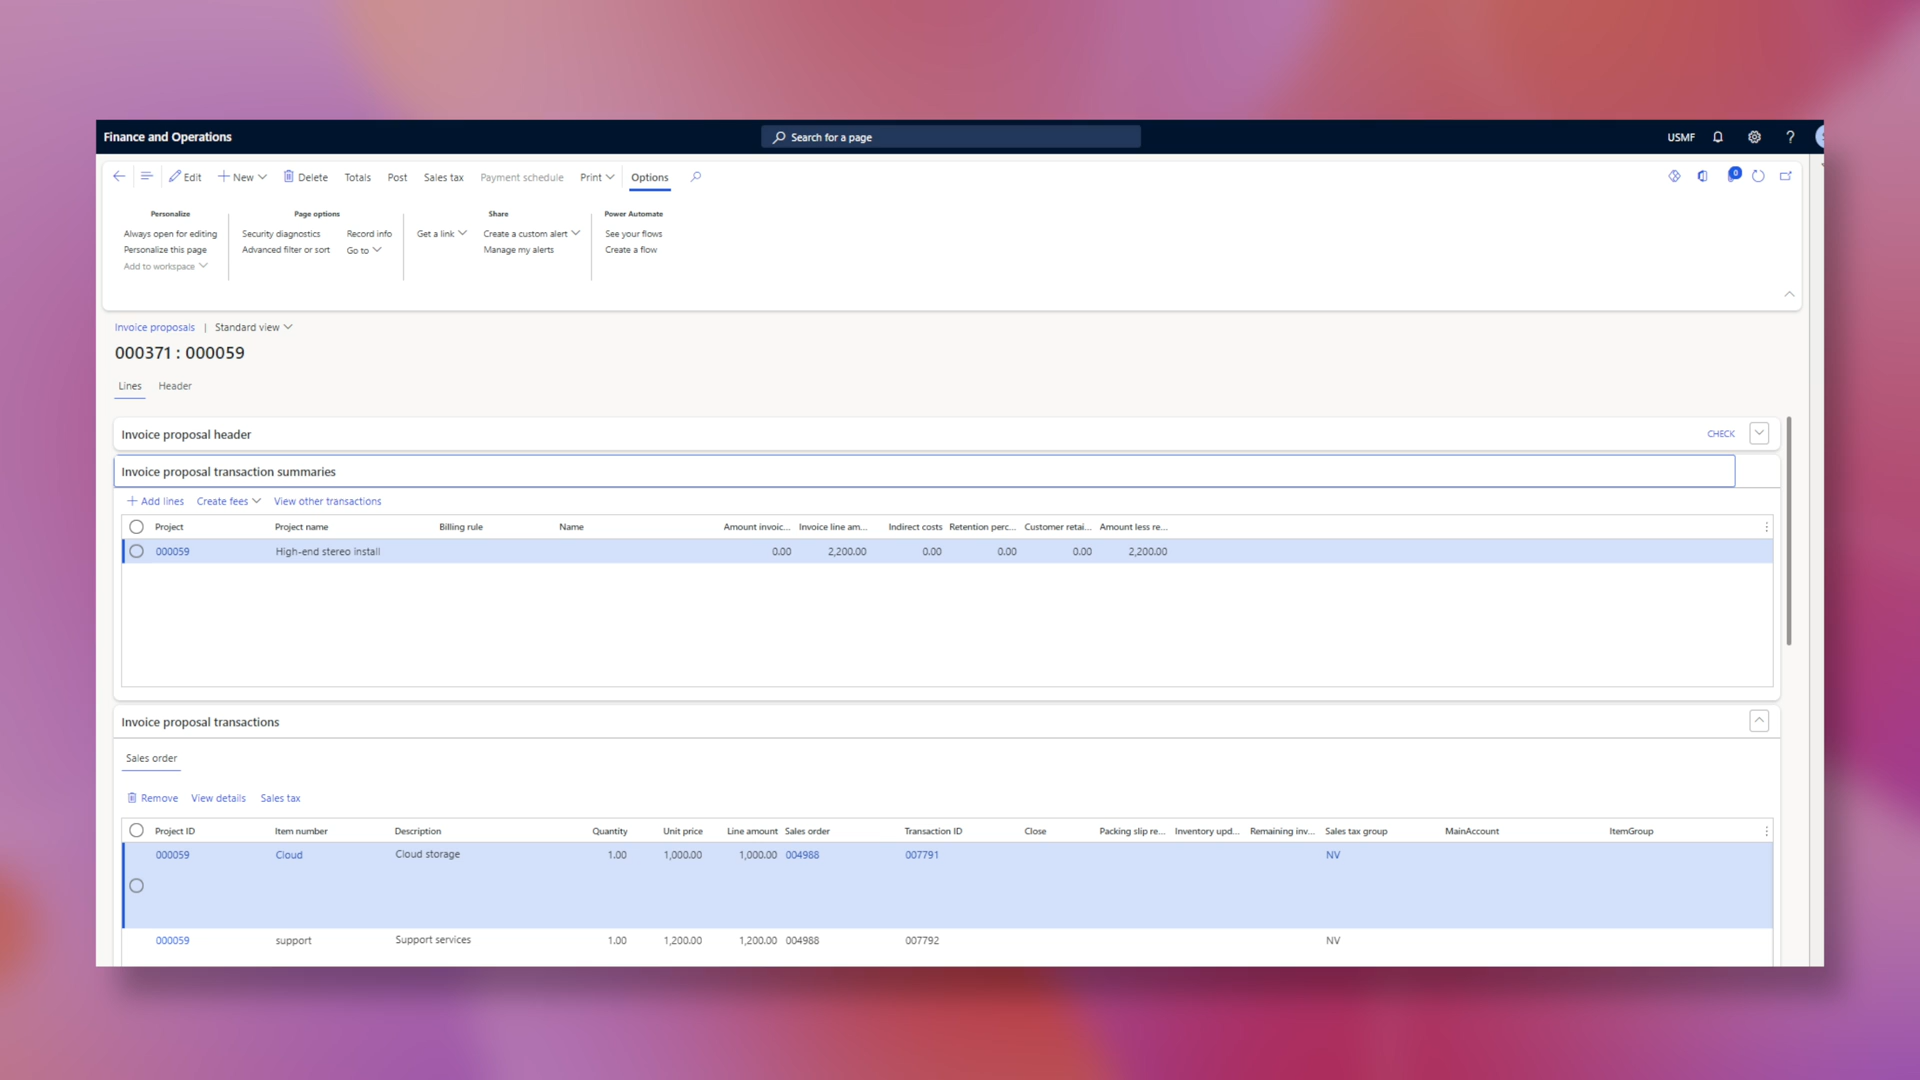 Finance and Operations
Search for a page
USMF
Edit New Delete Totals Post Sales tax Payment schedule Print Options
0
Personalize
Always open for editing
Personalize this page
Add to workspace
Page options
Security diagnostics Record info
Advanced filter or sort Go to
Share
Get a link Create a custom alert
Manage my alerts
Power Automate
See your flows
Create a flow
Invoice proposals | Standard view
000371 : 000059
Lines Header
Invoice proposal header CHECK
Invoice proposal transaction summaries
Add lines Create fees View other transactions
Project Project name Billing rule Name Amount invoic... Invoice line am... Indirect costs Retention perc... Customer retai... Amount less re...
000059 High-end stereo install 0.00 2,200.00 0.00 0.00 0.00 2,200.00
Invoice proposal transactions
Sales order
Remove View details Sales tax
Project ID Item number Description Quantity Unit price Line amount Sales order Transaction ID Close Packing slip re... Inventory upd... Remaining inv... Sales tax group MainAccount ItemGroup
000059 Cloud Cloud storage 1.00 1,000.00 1,000.00 004988 007791 NV
000059 support Support services 1.00 1,200.00 1,200.00 004988 007792 NV